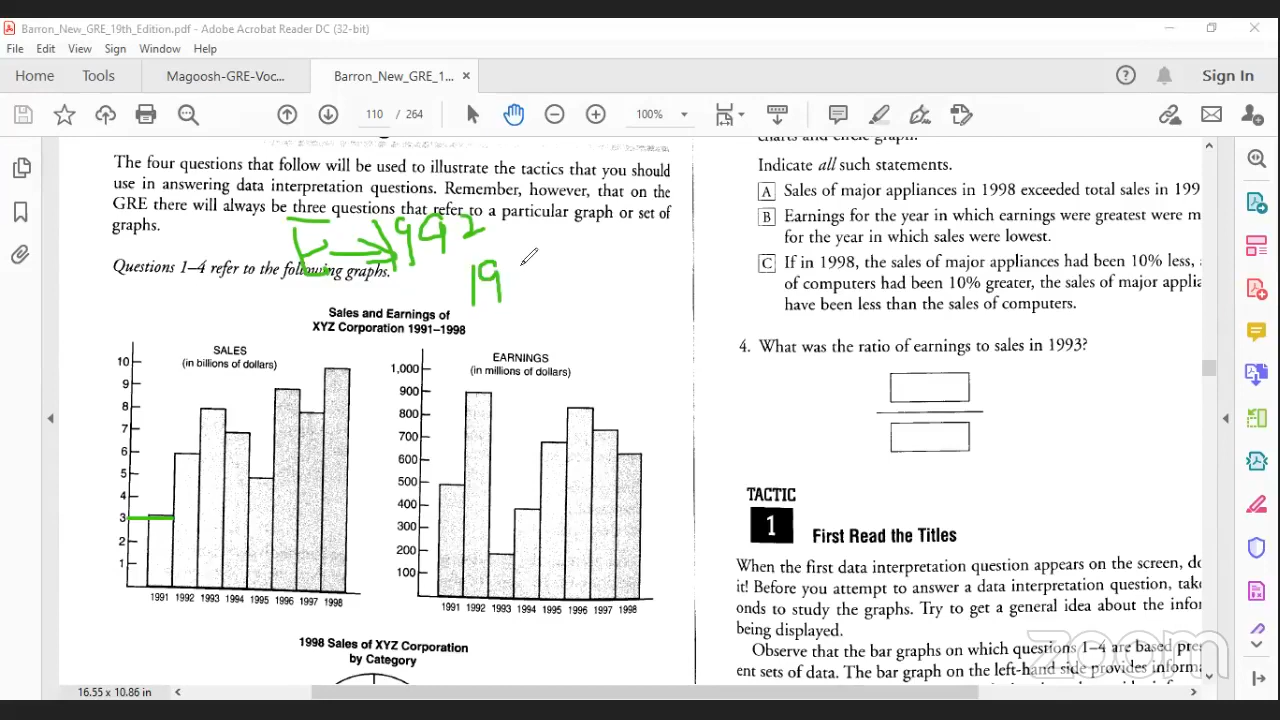 Barron_New_GRE_19th_Edition.pdf - Adobe Acrobat Reader DC (32-bit)
File Edit View Sign Window Help
Home Tools Magoosh-GRE-Voc... Barron_New_GRE_1... × Sign In
110 / 264 100%
The four questions that follow will be used to illustrate the tactics that you should
use in answering data interpretation questions. Remember, however, that on the
GRE there will always be three questions that refer to a particular graph or set of
graphs.
E → 1992
19
Questions 1–4 refer to the following graphs.
Sales and Earnings of
XYZ Corporation 1991–1998
SALES
(in billions of dollars)
10
9
8
7
6
5
4
3
2
1
1991 1992 1993 1994 1995 1996 1997 1998
EARNINGS
(in millions of dollars)
1,000
900
800
700
600
500
400
300
200
100
1991 1992 1993 1994 1995 1996 1997 1998
1998 Sales of XYZ Corporation
by Category
charts and circle graph.
Indicate all such statements.
A Sales of major appliances in 1998 exceeded total sales in 199
B Earnings for the year in which earnings were greatest were m
for the year in which sales were lowest.
C If in 1998, the sales of major appliances had been 10% less,
of computers had been 10% greater, the sales of major applia
have been less than the sales of computers.
4. What was the ratio of earnings to sales in 1993?
TACTIC
1
First Read the Titles
When the first data interpretation question appears on the screen, do
it! Before you attempt to answer a data interpretation question, take
onds to study the graphs. Try to get a general idea about the infor
being displayed.
Observe that the bar graphs on which questions 1–4 are based pre
ent sets of data. The bar graph on the left-hand side provides informa
zoom
16.55 x 10.86 in